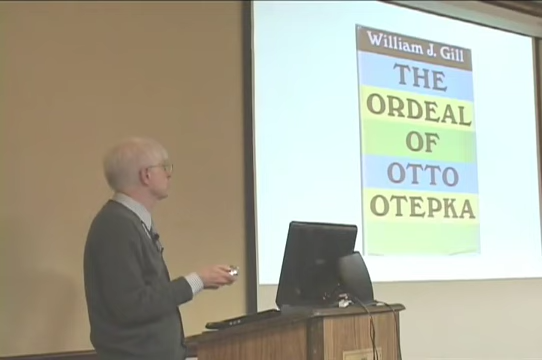 William J. Gill
THE
ORDEAL
OF
OTTO
OTEPKA